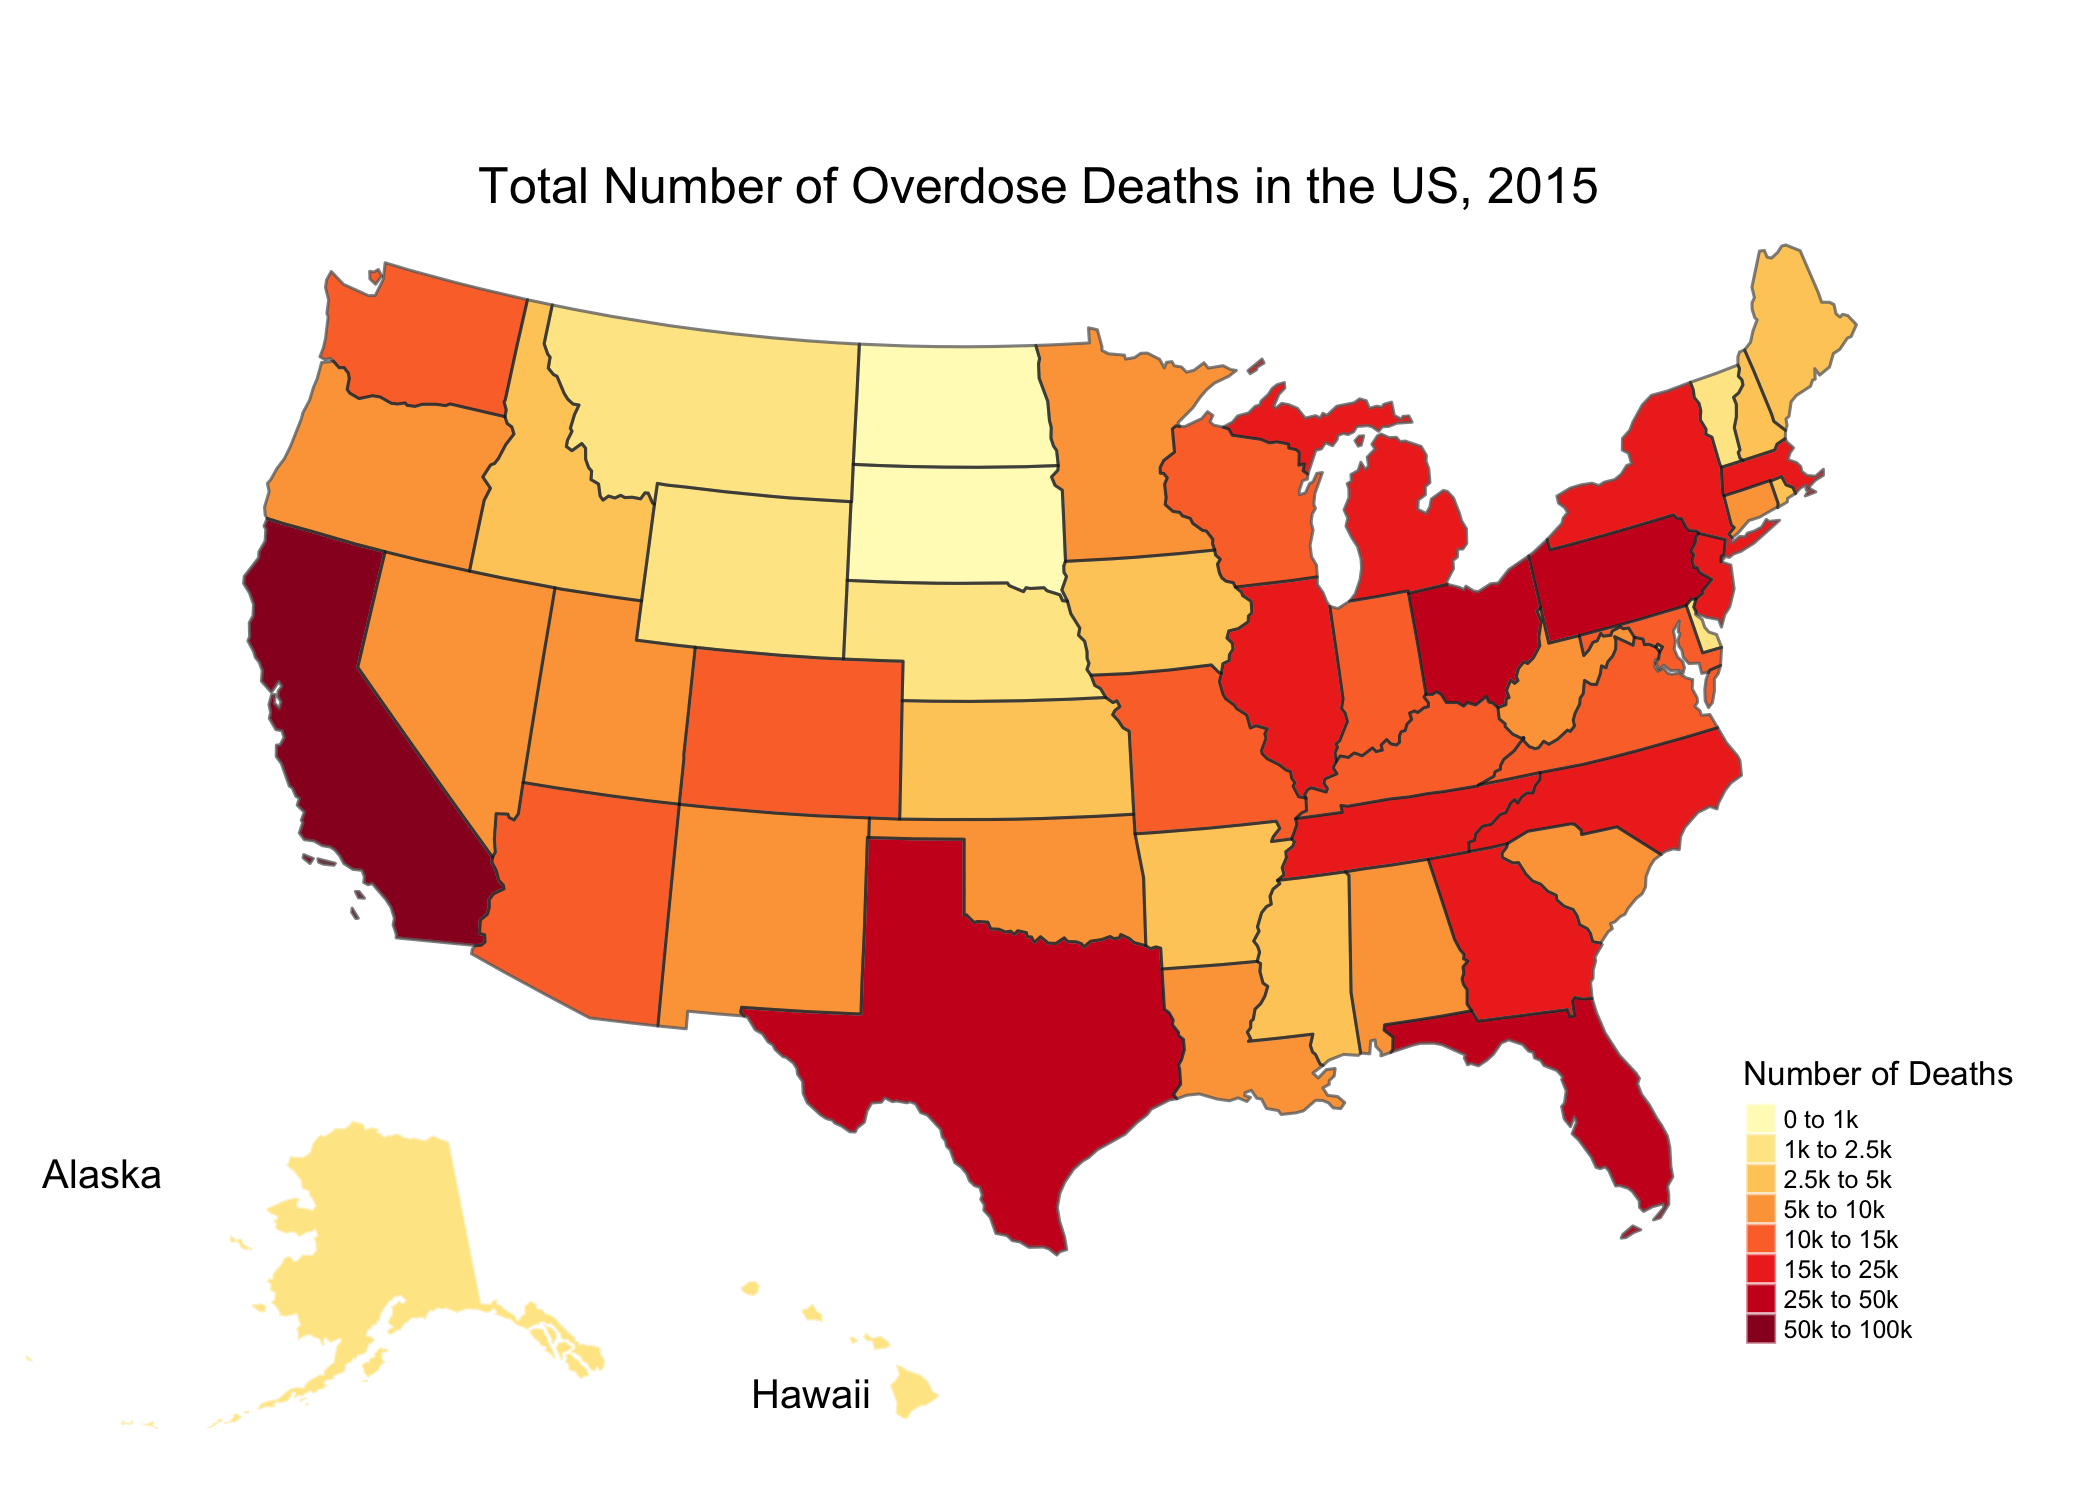 Total Number of Overdose Deaths in the US, 2015
Number of Deaths
0 to 1k
1k to 2.5k
2.5k to 5k
5k to 10k
10k to 15k
15k to 25k
25k to 50k
50k to 100k
Alaska
Hawaii